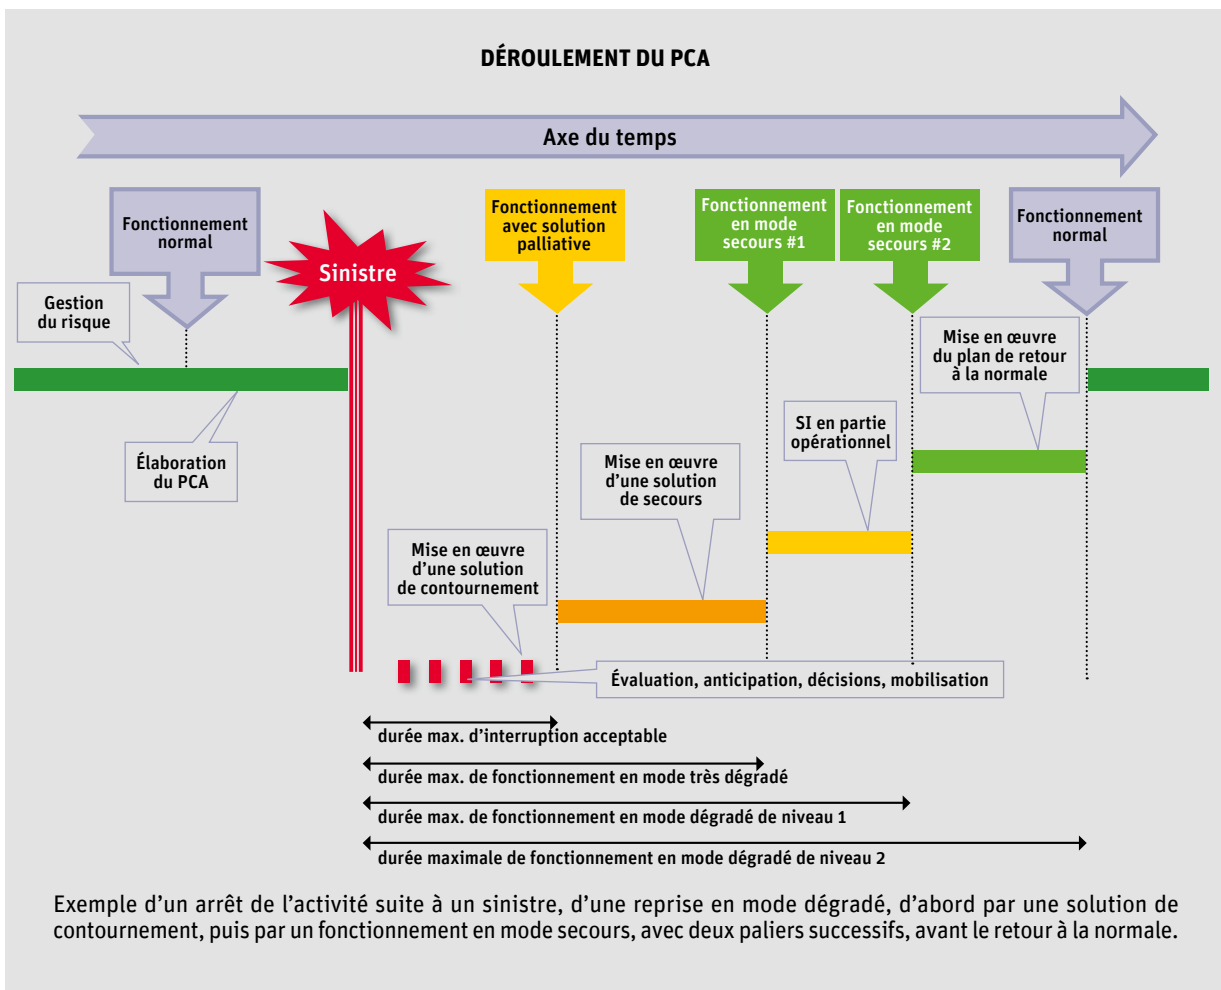 DÉROULEMENT DU PCA
Axe du temps
Fonctionnement
normal
Sinistre
Fonctionnement
avec solution
palliative
Fonctionnement
en mode
secours #1
Fonctionnement
en mode
secours #2
Fonctionnement
normal
Gestion
du risque
Élaboration
du PCA
Mise en œuvre
du plan de retour
à la normale
SI en partie
opérationnel
Mise en œuvre
d'une solution
de secours
Mise en œuvre
d'une solution
de contournement
Évaluation, anticipation, décisions, mobilisation
durée max. d'interruption acceptable
durée max. de fonctionnement en mode très dégradé
durée max. de fonctionnement en mode dégradé de niveau 1
durée maximale de fonctionnement en mode dégradé de niveau 2
Exemple d'un arrêt de l'activité suite à un sinistre, d'une reprise en mode dégradé, d'abord par une solution de
contournement, puis par un fonctionnement en mode secours, avec deux paliers successifs, avant le retour à la normale.